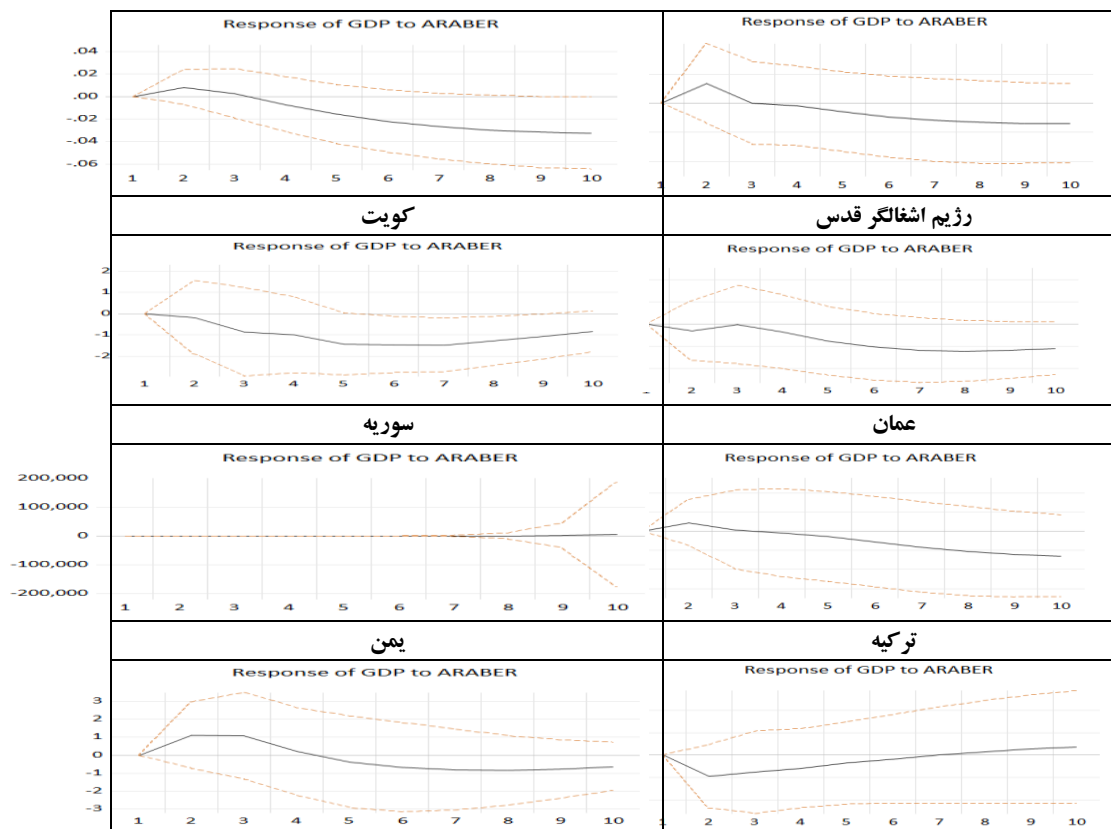 Response of GDP to ARABER
.04
.02
.00
-.02
-.04
-.06
1 2 3 4 5 6 7 8 9 10
Response of GDP to ARABER
1 2 3 4 5 6 7 8 9 10
کویت
رژیم اشغالگر قدس
Response of GDP to ARABER
2
1
0
-1
-2
1 2 3 4 5 6 7 8 9 10
Response of GDP to ARABER
2 3 4 5 6 7 8 9 10
سوریه
عمان
Response of GDP to ARABER
200,000
100,000
0
-100,000
-200,000
1 2 3 4 5 6 7 8 9 10
Response of GDP to ARABER
2 3 4 5 6 7 8 9 10
یمن
ترکیه
Response of GDP to ARABER
3
2
1
0
-1
-2
-3
1 2 3 4 5 6 7 8 9 10
Response of GDP to ARABER
1 2 3 4 5 6 7 8 9 10